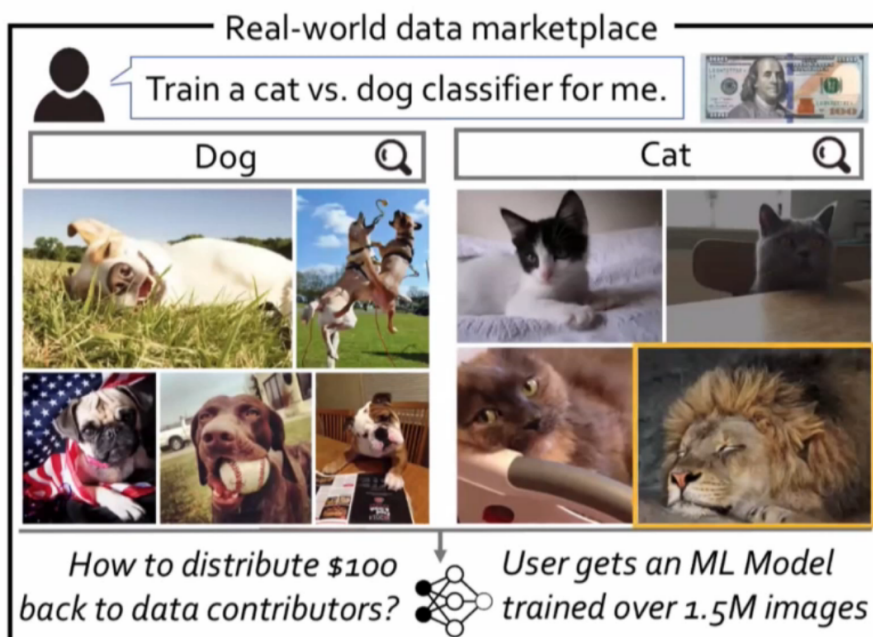 Real-world data marketplace
Train a cat vs. dog classifier for me.
100
Dog
Cat
How to distribute $100
back to data contributors?
User gets an ML Model
trained over 1.5M images